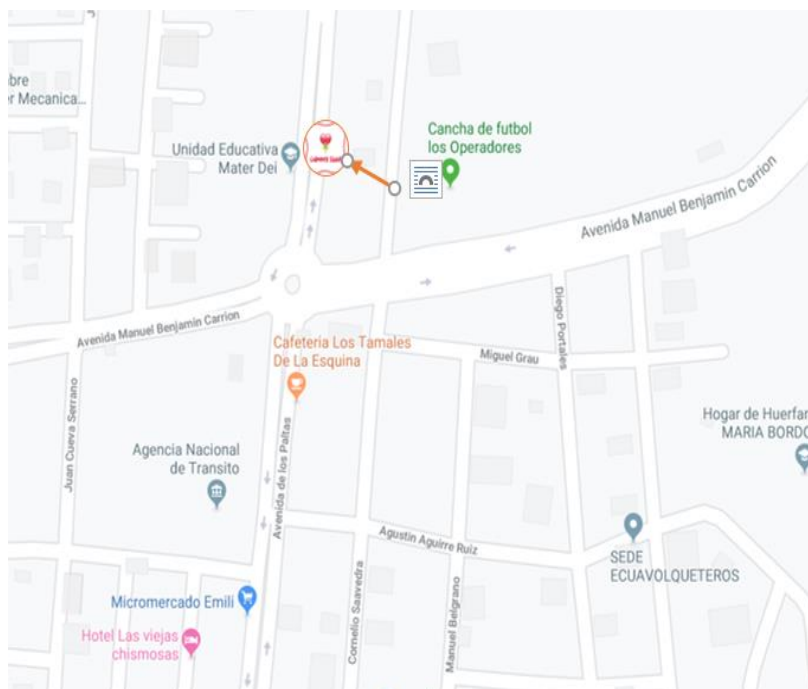 bre
r Mecanica...
Unidad Educativa
Mater Dei
Cancha de futbol
los Operadores
Avenida Manuel Benjamin Carrion
Avenida Manuel Benjamin Carrion
Cafeteria Los Tamales
De La Esquina
Miguel Grau
Diego Portales
Juan Cueva Serrano
Hogar de Huerfan
MARIA BORDO
Agencia Nacional
de Transito
Avenida de los Paltas
Agustin Aguirre Ruiz
SEDE
ECUAVOLQUETEROS
Micromercado Emili
Cornelio Saavedra
Manuel Belgrano
Hotel Las viejas
chismosas